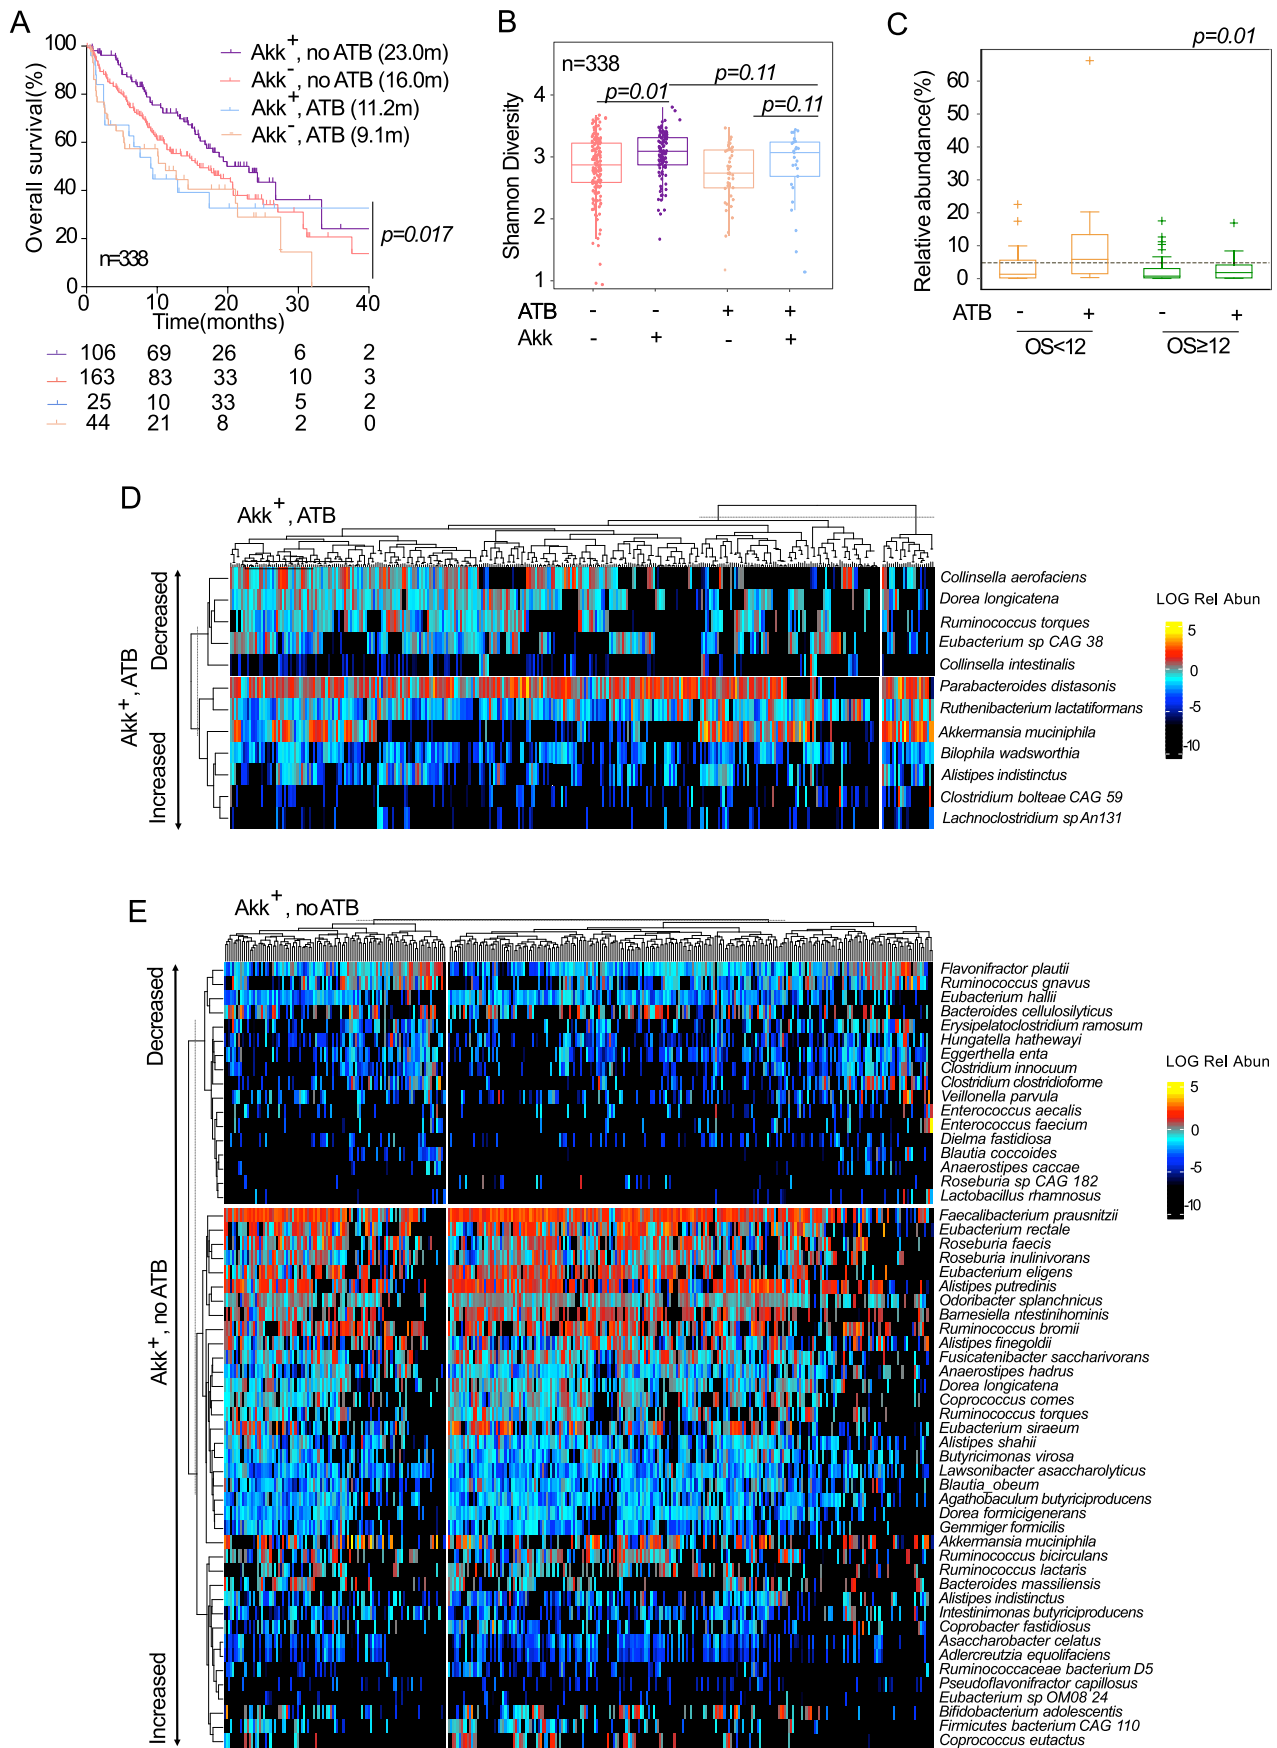 A
Overall survival(%)
100
80
60
40
20
0
Akk+, no ATB (23.0m)
Akk-, no ATB (16.0m)
Akk+, ATB (11.2m)
Akk-, ATB (9.1m)
n=338
p=0.017
0 10 20 30 40
Time(months)
106 69 26 6 2
163 83 33 10 3
25 10 33 5 2
44 21 8 2 0
B
Shannon Diversity
4
3
2
1
n=338
p=0.01
p=0.11
p=0.11
ATB - - + +
Akk - + - +
C
p=0.01
Relative abundance(%)
60
50
40
30
20
10
0
ATB - + - +
OS<12 OS≥12
D
Akk+, ATB
Akk+, ATB
Decreased
Increased
Collinsella aerofaciens
Dorea longicatena
Ruminococcus torques
Eubacterium sp CAG 38
Collinsella intestinalis
Parabacteroides distasonis
Ruthenibacterium lactatiformans
Akkermansia muciniphila
Bilophila wadsworthia
Alistipes indistinctus
Clostridium bolteae CAG 59
Lachnoclostridium sp An131
LOG Rel Abun
5
0
-5
-10
E
Akk+, no ATB
Akk+, no ATB
Decreased
Increased
Flavonifractor plautii
Ruminococcus gnavus
Eubacterium hallii
Bacteroides cellulosilyticus
Erysipelatoclostridium ramosum
Hungatella hathewayi
Eggerthella enta
Clostridium innocuum
Clostridium clostridioforme
Veillonella parvula
Enterococcus aecalis
Enterococcus faecium
Dielma fastidiosa
Blautia coccoides
Anaerostipes caccae
Roseburia sp CAG 182
Lactobacillus rhamnosus
Faecalibacterium prausnitzii
Eubacterium rectale
Roseburia faecis
Roseburia inulinivorans
Eubacterium eligens
Alistipes putredinis
Odoribacter splanchnicus
Barnesiella ntestinihominis
Ruminococcus bromii
Alistipes finegoldii
Fusicatenibacter saccharivorans
Anaerostipes hadrus
Dorea longicatena
Coprococcus comes
Ruminococcus torques
Eubacterium siraeum
Alistipes shahii
Butyricimonas virosa
Lawsonibacter asaccharolyticus
Blautia_obeum
Agathobaculum butyriciproducens
Dorea formicigenerans
Gemmiger formicilis
Akkermansia muciniphila
Ruminococcus bicirculans
Ruminococcus lactaris
Bacteroides massiliensis
Alistipes indistinctus
Intestinimonas butyriciproducens
Coprobacter fastidiosus
Asaccharobacter celatus
Adlercreutzia equolifaciens
Ruminococcaceae bacterium D5
Pseudoflavonifractor capillosus
Eubacterium sp OM08 24
Bifidobacterium adolescentis
Firmicutes bacterium CAG 110
Coprococcus eutactus
LOG Rel Abun
5
0
-5
-10